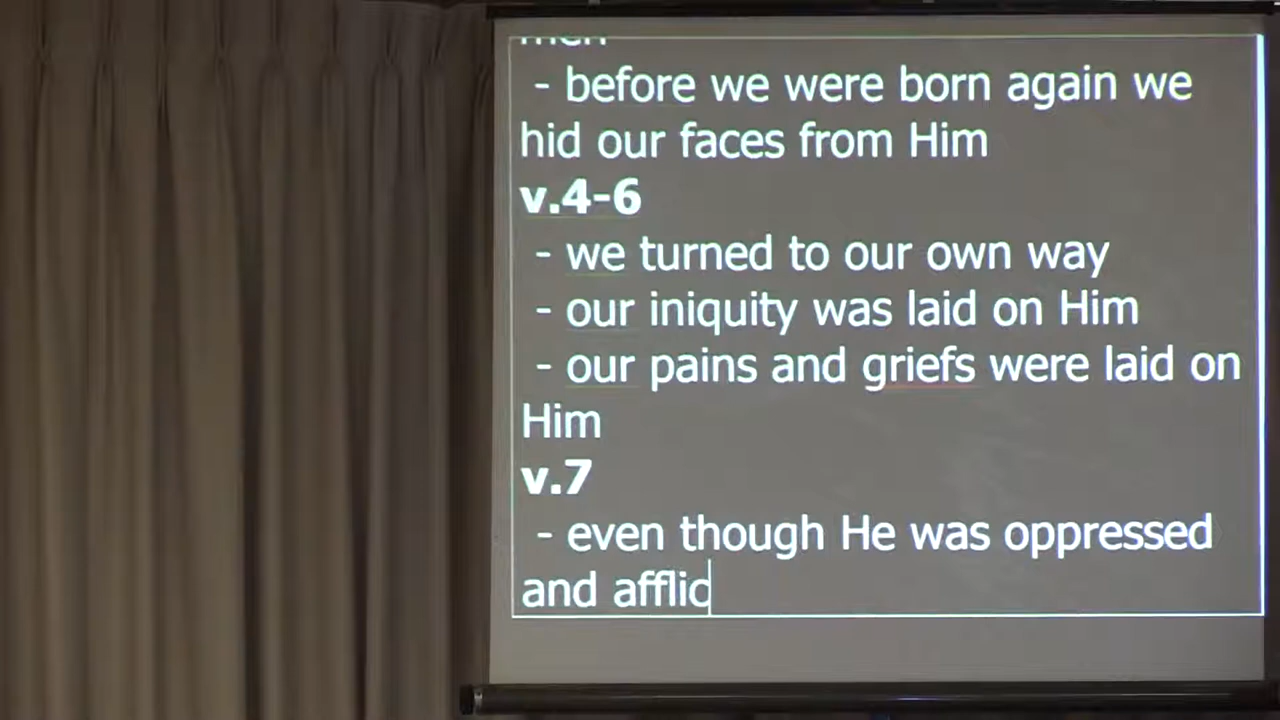 - before we were born again we
hid our faces from Him
v.4-6
- we turned to our own way
- our iniquity was laid on Him
- our pains and griefs were laid on
Him
v.7
- even though He was oppressed
and afflic